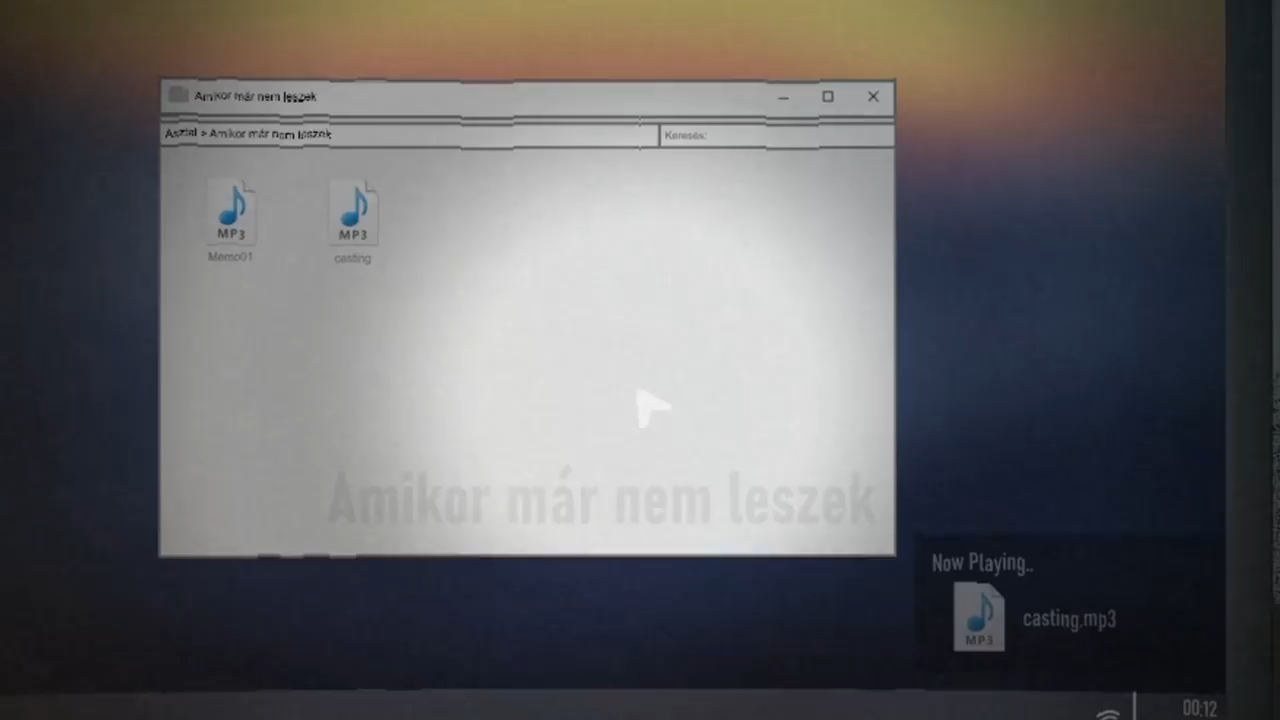 Amikor már nem leszek
Asztal > Amikor már nem leszek
Keresés:
MP3
MP3
Memo01
casting
Amikor már nem leszek
Now Playing..
MP3
casting.mp3
00:12